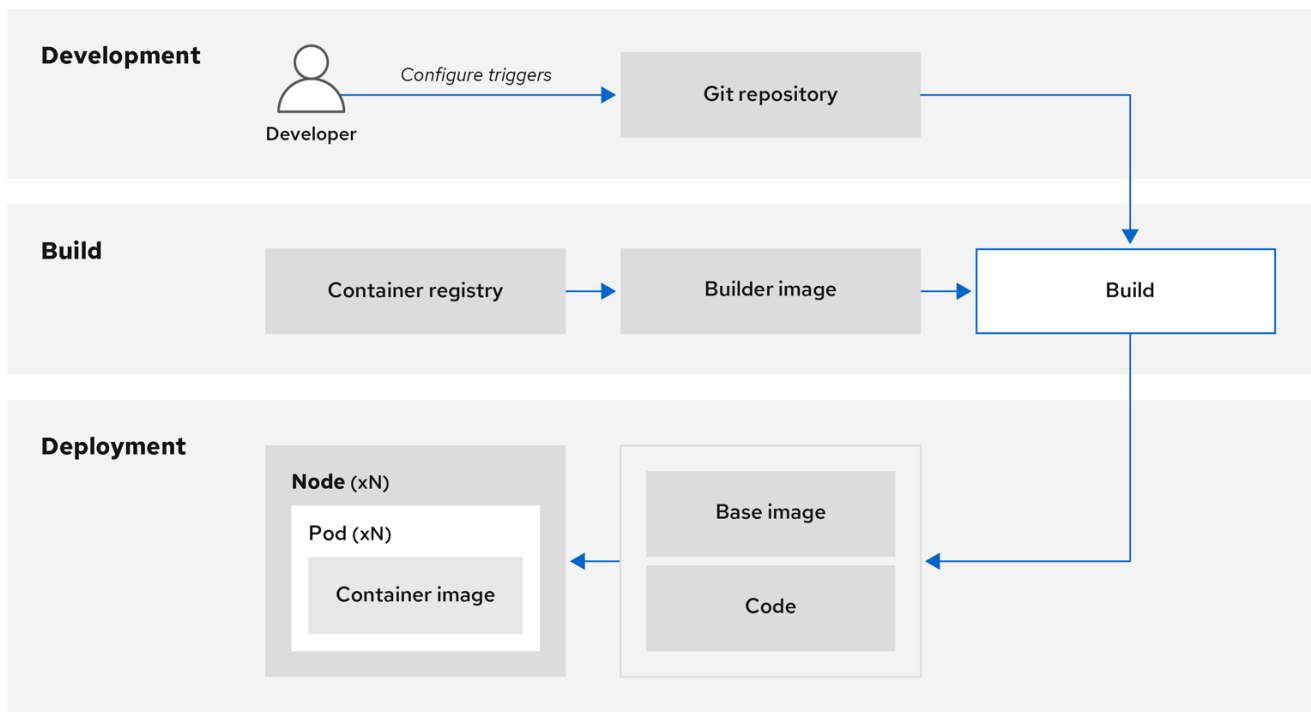 Development
Configure triggers
Developer
Git repository
Build
Container registry
Builder image
Build
Deployment
Node (xN)
Pod (xN)
Container image
Base image
Code